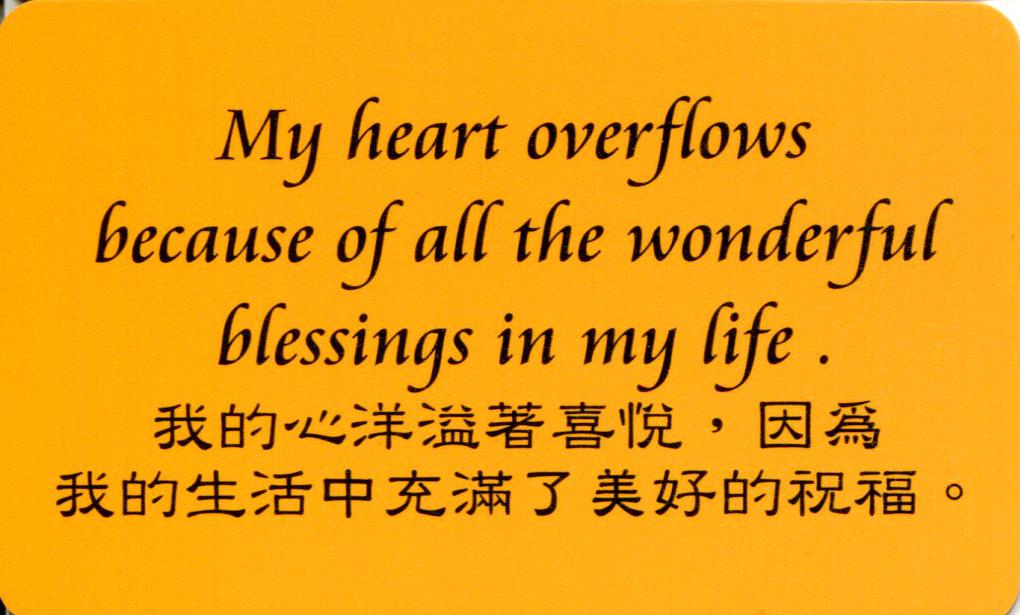 My heart overflows
because of all the wonderful
blessings in my life .
我的心洋溢著喜悅，因為
我的生活中充滿了美好的祝福。